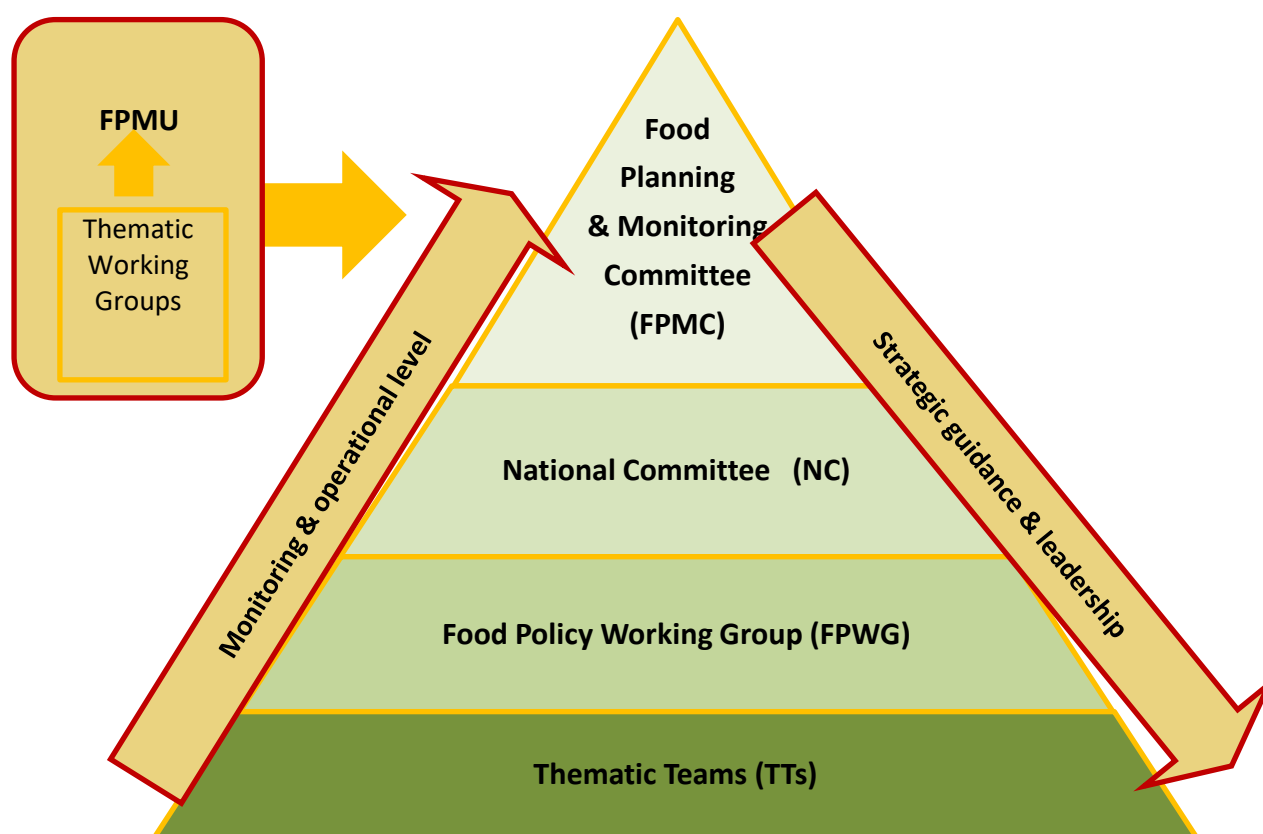 FPMU
Thematic
Working
Groups
Food
Planning
& Monitoring
Committee
(FPMC)
Monitoring & operational level
Strategic guidance & leadership
National Committee (NC)
Food Policy Working Group (FPWG)
Thematic Teams (TTs)